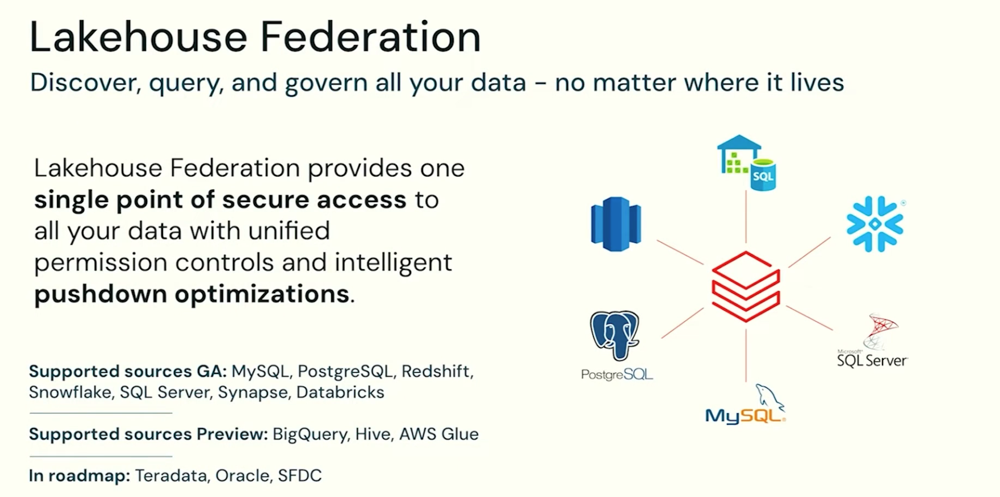 Lakehouse Federation
Discover, query, and govern all your data – no matter where it lives
Lakehouse Federation provides one
single point of secure access to
all your data with unified
permission controls and intelligent
pushdown optimizations.
Supported sources GA: MySQL, PostgreSQL, Redshift,
Snowflake, SQL Server, Synapse, Databricks
Supported sources Preview: BigQuery, Hive, AWS Glue
In roadmap: Teradata, Oracle, SFDC
SQL
®
PostgreSQL
Microsoft®
SQL Server
MySQL®